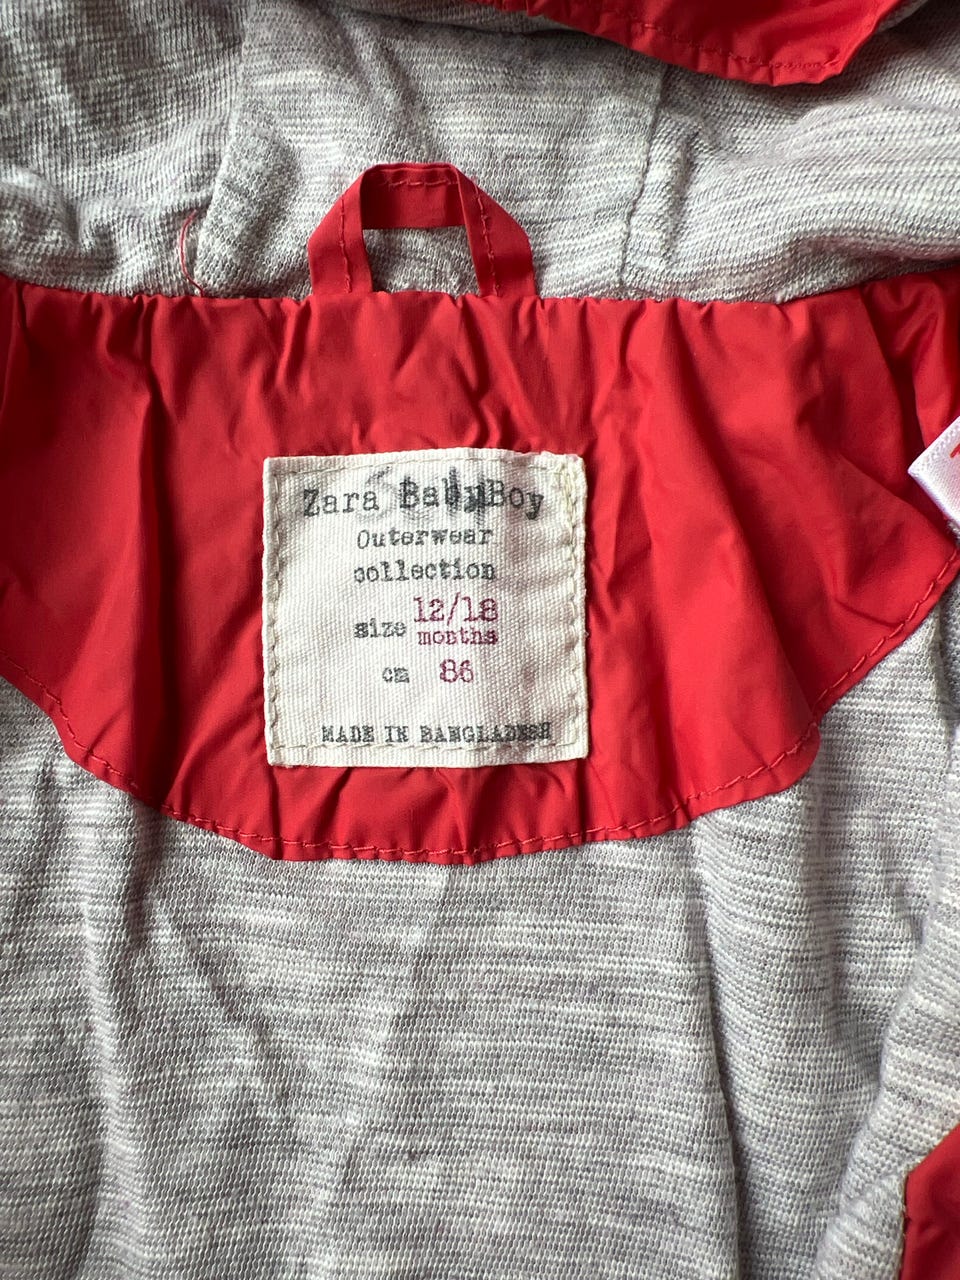 Zara BabyBoy
Outerwear
collection
size 12/18
months
cm 86
MADE IN BANGLADESH